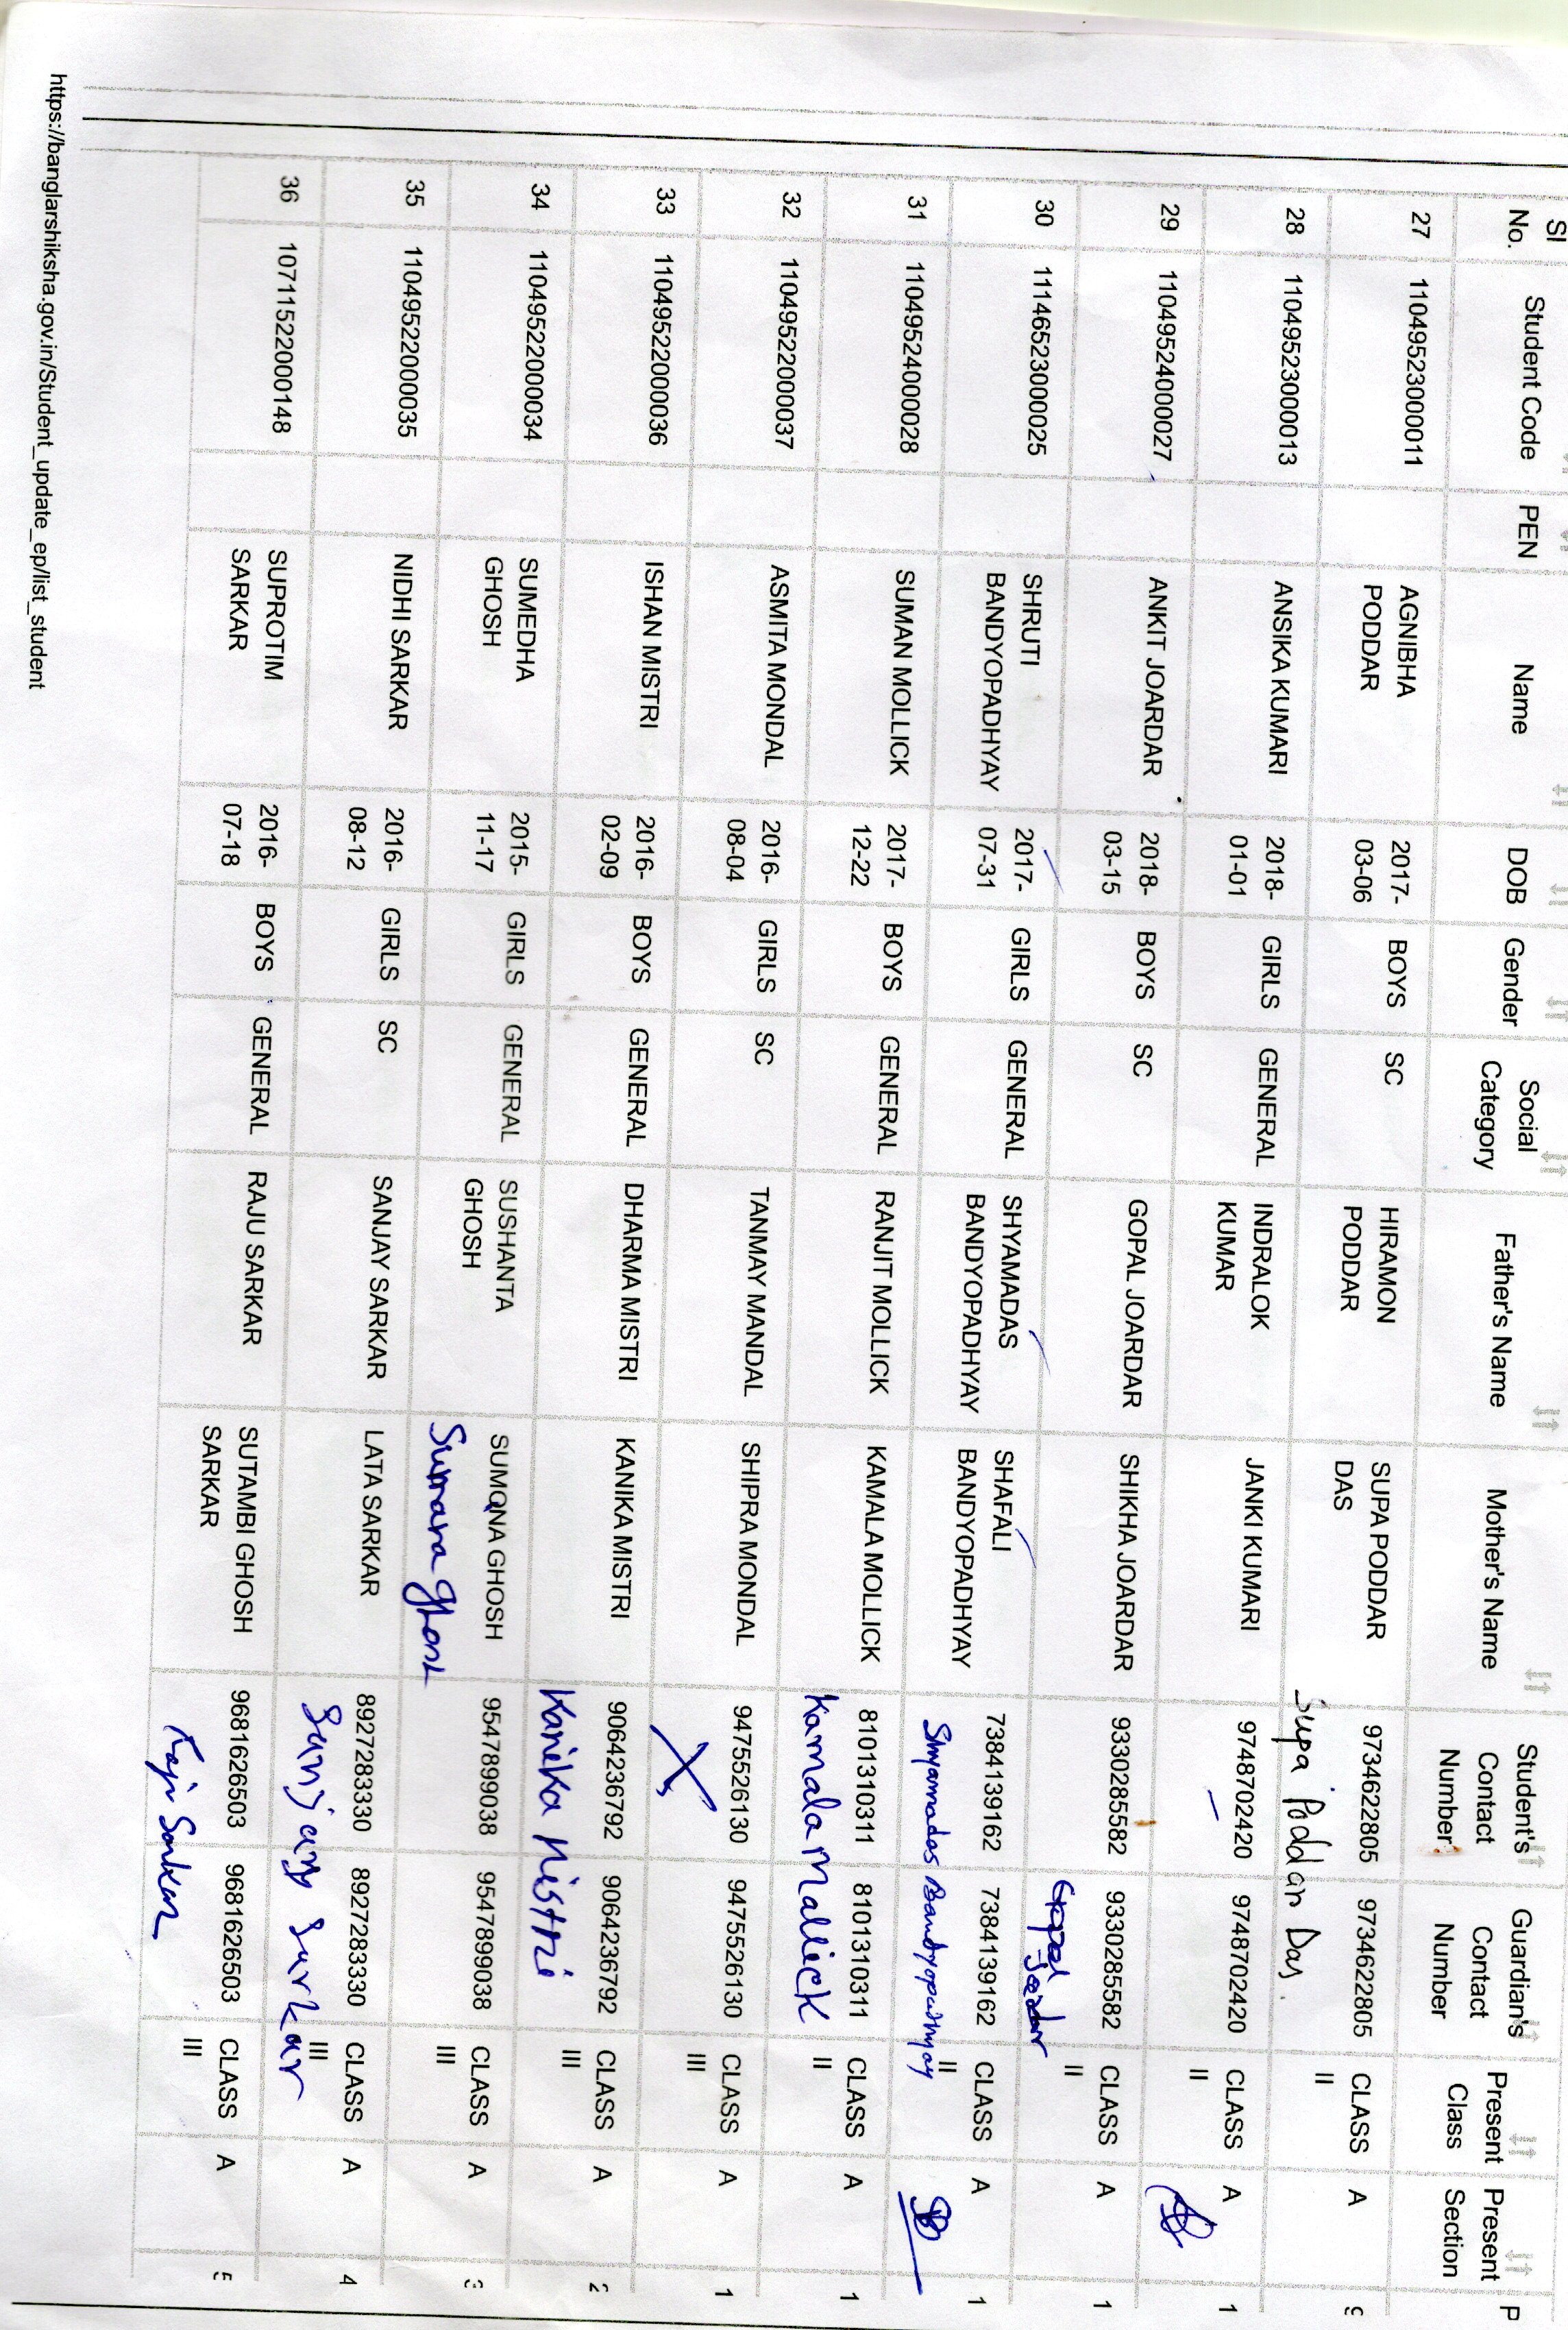 Sl No. Student Code PEN Name DOB Gender Social Category Father's Name Mother's Name Student's Contact Number Guardian's Contact Number Present Class Present Section P
27 11049523000011 AGNIBHA PODDAR 2017-03-06 BOYS SC HIRAMON PODDAR SUPA PODDAR DAS 9734622805 9734622805 CLASS II A
Supa Poddar Das.
28 11049523000013 ANSIKA KUMARI 2018-01-01 GIRLS GENERAL INDRALOK KUMAR JANKI KUMARI 9748702420 9748702420 CLASS II A 1
29 11049524000027 ANKIT JOARDAR 2018-03-15 BOYS SC GOPAL JOARDAR SHIKHA JOARDAR 9330285582 9330285582 CLASS II A 1
Gopal Joardar
30 11146523000025 SHRUTI BANDYOPADHYAY 2017-07-31 GIRLS GENERAL SHYAMADAS BANDYOPADHYAY SHAFALI BANDYOPADHYAY 7384139162 7384139162 CLASS II A 1
Shyamadas Bandyopadhyay
SB
31 11049524000028 SUMAN MOLLICK 2017-12-22 BOYS GENERAL RANJIT MOLLICK KAMALA MOLLICK 8101310311 8101310311 CLASS II A 1
Kamala Mallick
32 11049522000037 ASMITA MONDAL 2016-08-04 GIRLS SC TANMAY MANDAL SHIPRA MONDAL 9475526130 9475526130 CLASS III A 1
33 11049522000036 ISHAN MISTRI 2016-02-09 BOYS GENERAL DHARMA MISTRI KANIKA MISTRI 9064236792 9064236792 CLASS III A 2
Kanika Mistri
34 11049522000034 SUMEDHA GHOSH 2015-11-17 GIRLS GENERAL SUSHANTA GHOSH SUMANA GHOSH 9547899038 9547899038 CLASS III A 3
Sumana Ghosh
35 11049522000035 NIDHI SARKAR 2016-08-12 GIRLS SC SANJAY SARKAR LATA SARKAR 8927283330 8927283330 CLASS III A 4
Sanjay Sarkar
36 10711522000148 SUPROTIM SARKAR 2016-07-18 BOYS GENERAL RAJU SARKAR SUTAMBI GHOSH SARKAR 9681626503 9681626503 CLASS III A 5
Raju Sarkar
https://banglarshiksha.gov.in/Student_update_ep/list_student